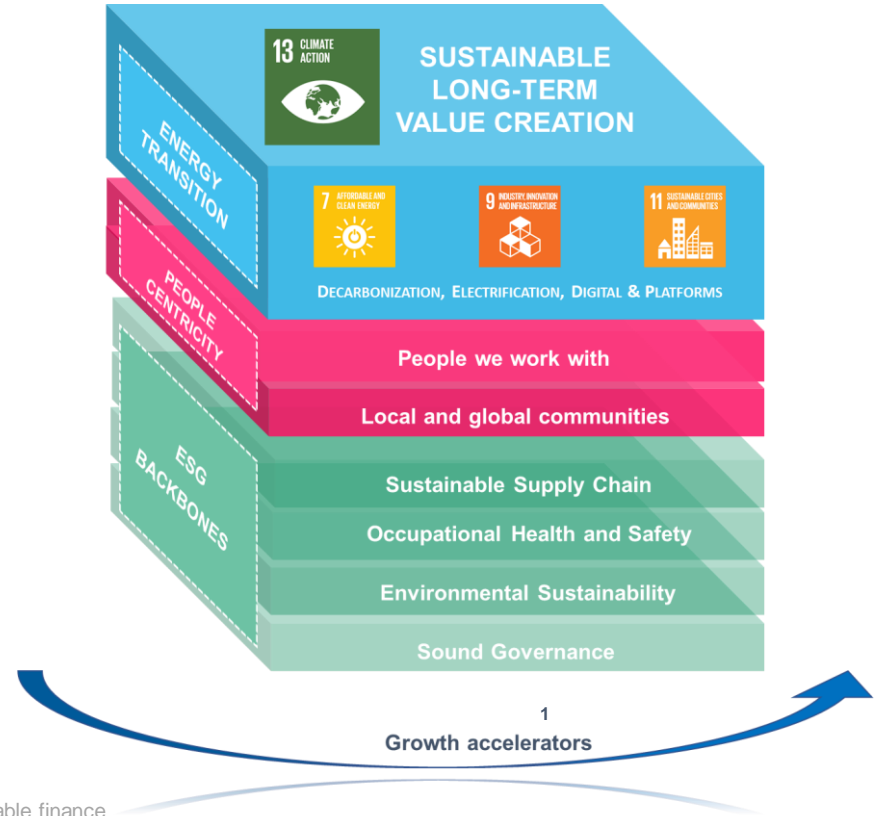 13 CLIMATE
ACTION
SUSTAINABLE
LONG-TERM
VALUE CREATION
ENERGY
TRANSITION
7 AFFORDABLE AND
CLEAN ENERGY
9 INDUSTRY, INNOVATION
AND INFRASTRUCTURE
11 SUSTAINABLE CITIES
AND COMMUNITIES
DECARBONIZATION, ELECTRIFICATION, DIGITAL & PLATFORMS
PEOPLE
CENTRICITY
People we work with
Local and global communities
ESG
BACKBONES
Sustainable Supply Chain
Occupational Health and Safety
Environmental Sustainability
Sound Governance
1
Growth accelerators
finance